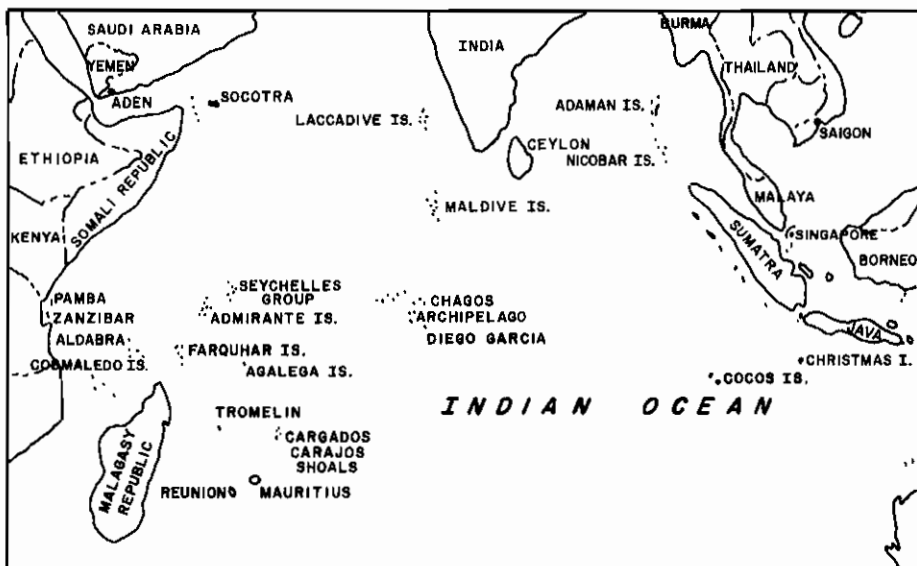 SAUDI ARABIA
YEMEN
ADEN
SOCOTRA
ETHIOPIA
SOMALI REPUBLIC
KENYA
INDIA
LACCADIVE IS.
CEYLON
MALDIVE IS.
BURMA
THAILAND
ADAMAN IS.
NICOBAR IS.
SAIGON
MALAYA
SINGAPORE
SUMATRA
BORNEO
JAVA
PAMBA
ZANZIBAR
ALDABRA
COSMALEDO IS.
SEYCHELLES
GROUP
ADMIRANTE IS.
FARQUHAR IS.
AGALEGA IS.
CHAGOS
ARCHIPELAGO
DIEGO GARCIA
CHRISTMAS I.
COCOS IS.
INDIAN OCEAN
TROMELIN
CARGADOS
CARAJOS
SHOALS
MALAGASY
REPUBLIC
REUNION
MAURITIUS